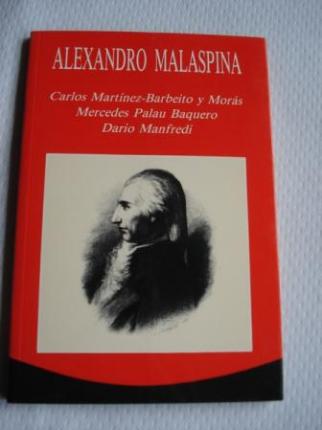 ALEXANDRO MALASPINA
Carlos Martínez-Barbeito y Morás
Mercedes Palau Baquero
Dario Manfredi